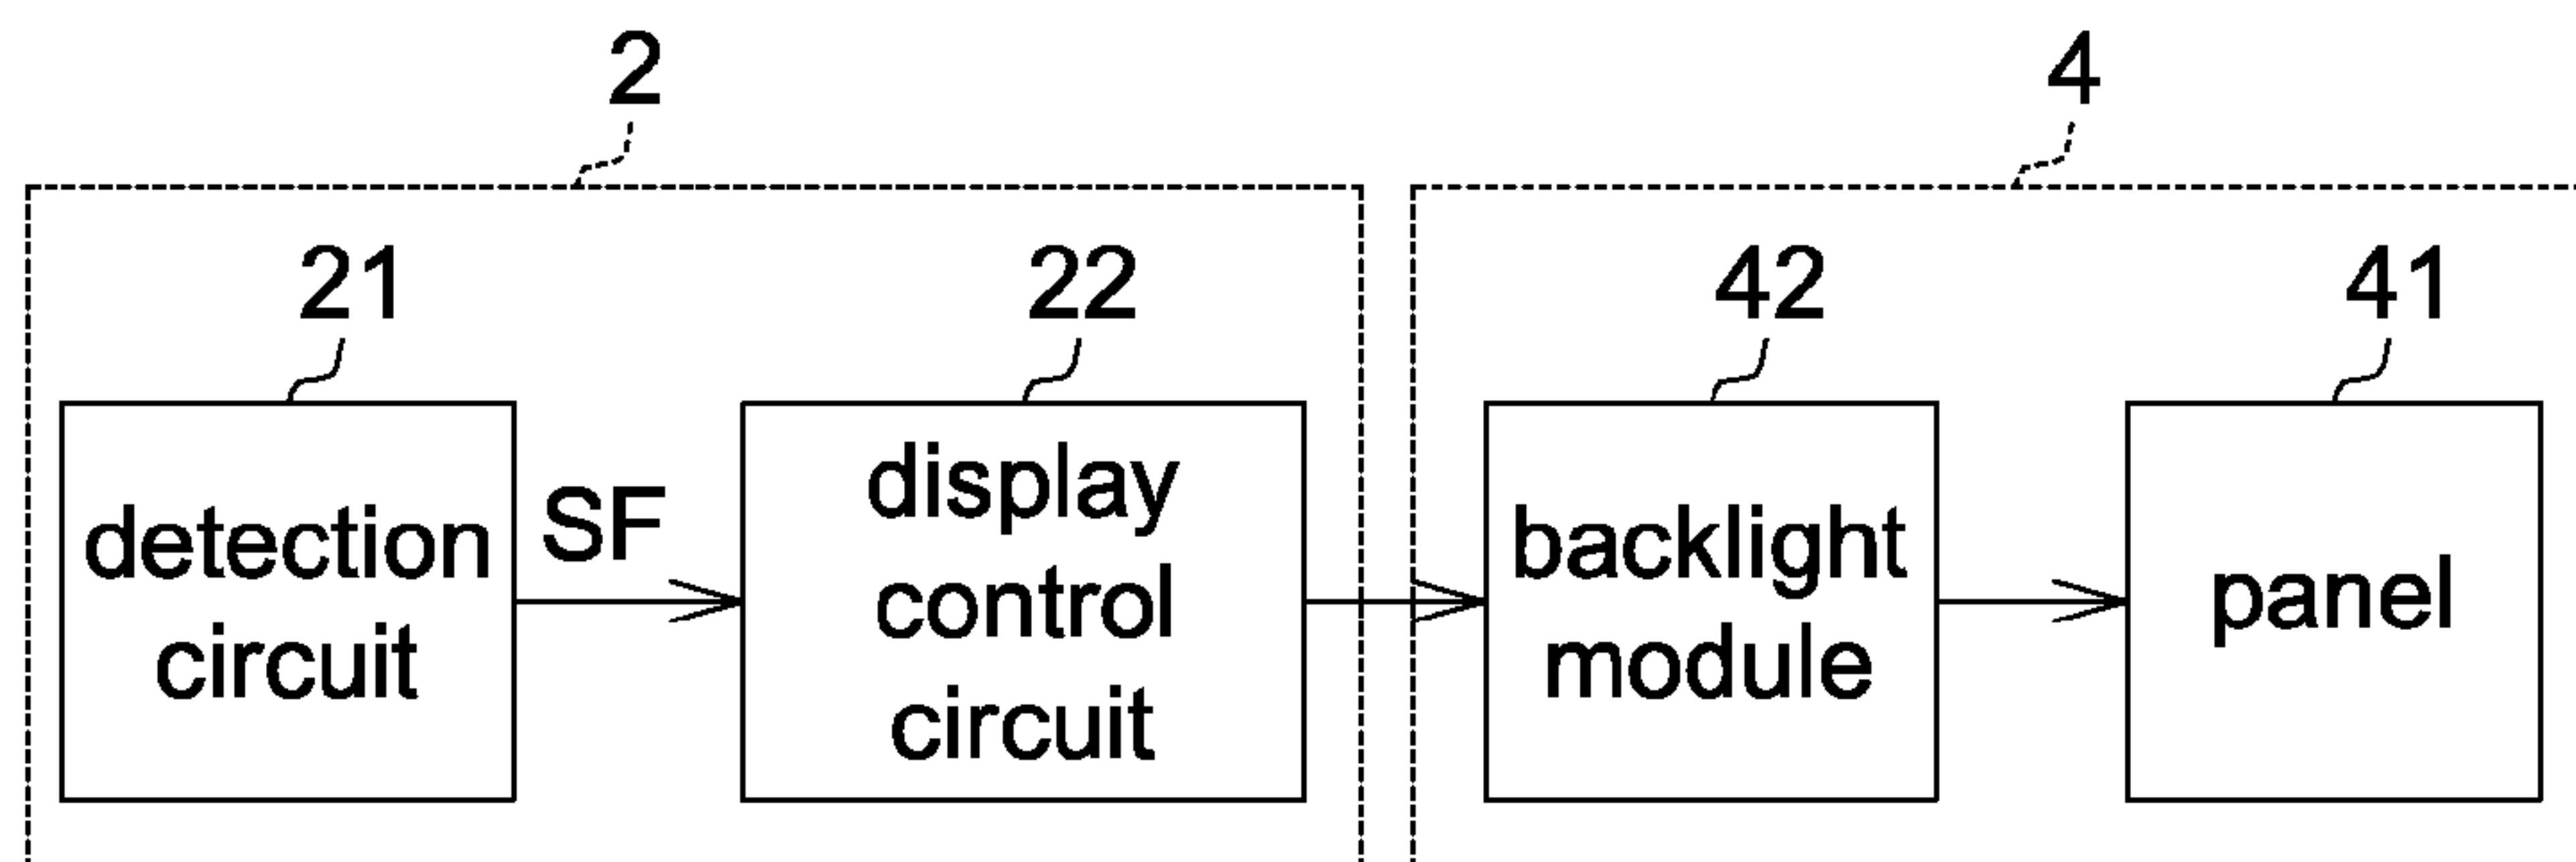 2
4
21
22
42
41
detection
circuit
SF
display
control
circuit
backlight
module
panel